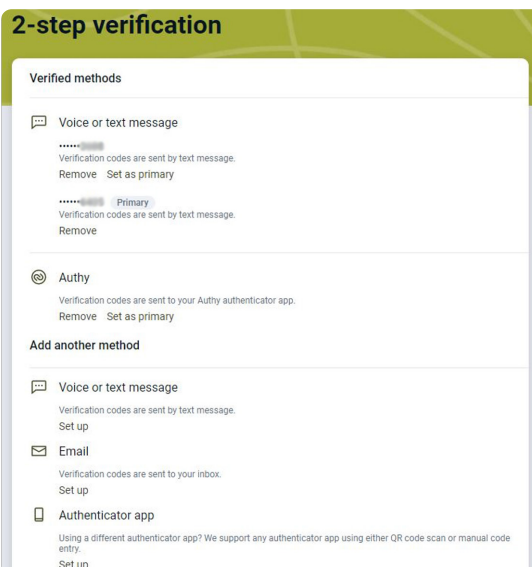 2-step verification
Verified methods
Voice or text message
••••••
Verification codes are sent by text message.
Remove Set as primary
•••••• Primary
Verification codes are sent by text message.
Remove
Authy
Verification codes are sent to your Authy authenticator app.
Remove Set as primary
Add another method
Voice or text message
Verification codes are sent by text message.
Set up
Email
Verification codes are sent to your inbox.
Set up
Authenticator app
Using a different authenticator app? We support any authenticator app using either QR code scan or manual code
entry.
Set up